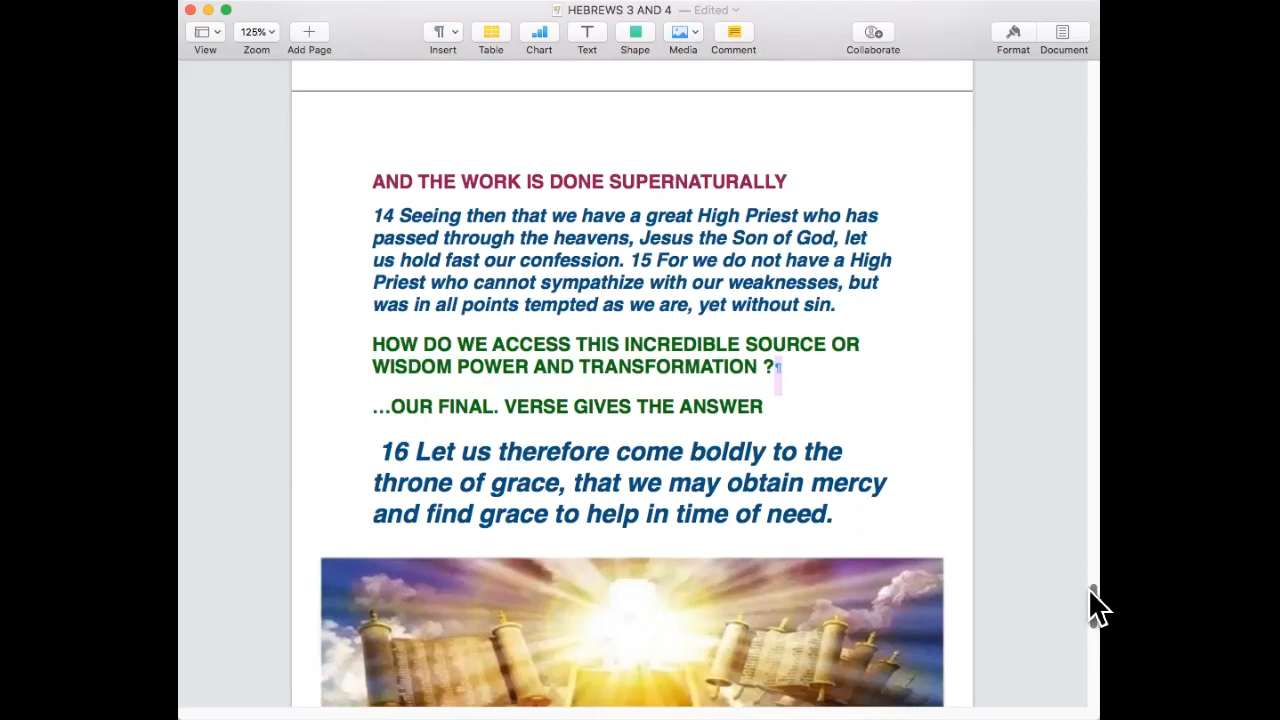 HEBREWS 3 AND 4 — Edited
125%
View Zoom Add Page Insert Table Chart Text Shape Media Comment Collaborate Format Document
AND THE WORK IS DONE SUPERNATURALLY
14 Seeing then that we have a great High Priest who has
passed through the heavens, Jesus the Son of God, let
us hold fast our confession. 15 For we do not have a High
Priest who cannot sympathize with our weaknesses, but
was in all points tempted as we are, yet without sin.
HOW DO WE ACCESS THIS INCREDIBLE SOURCE OR
WISDOM POWER AND TRANSFORMATION ?¶
…OUR FINAL. VERSE GIVES THE ANSWER
16 Let us therefore come boldly to the
throne of grace, that we may obtain mercy
and find grace to help in time of need.